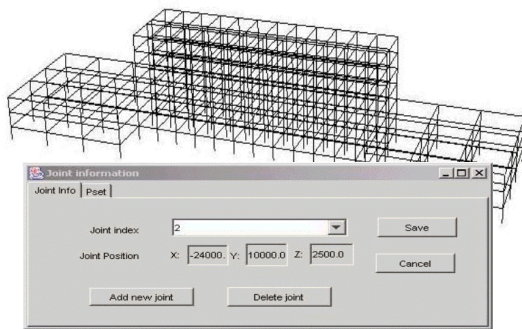 Joint information
Joint Info Pset
Joint index 2 Save
Joint Position X: -24000. Y: 10000.0 Z: 2500.0
Cancel
Add new joint Delete joint